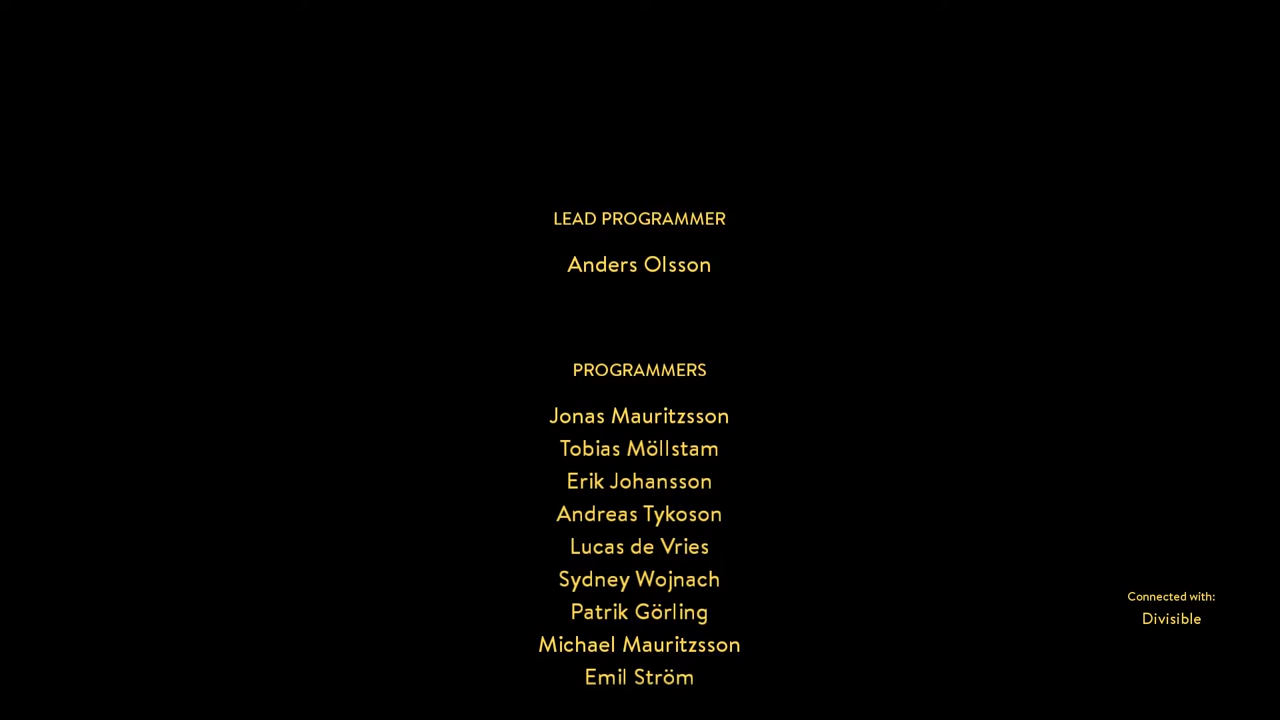 LEAD PROGRAMMER
Anders Olsson
PROGRAMMERS
Jonas Mauritzsson
Tobias Möllstam
Erik Johansson
Andreas Tykoson
Lucas de Vries
Sydney Wojnach
Patrik Görling
Michael Mauritzsson
Emil Ström
Connected with:
Divisible